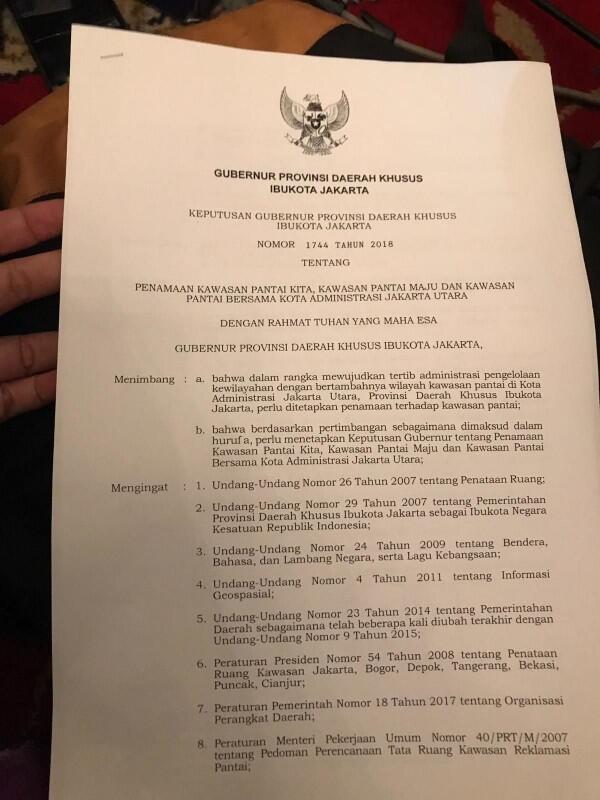 GUBERNUR PROVINSI DAERAH KHUSUS
IBUKOTA JAKARTA
KEPUTUSAN GUBERNUR PROVINSI DAERAH KHUSUS
IBUKOTA JAKARTA
NOMOR 1744 TAHUN 2018
TENTANG
PENAMAAN KAWASAN PANTAI KITA, KAWASAN PANTAI MAJU DAN KAWASAN
PANTAI BERSAMA KOTA ADMINISTRASI JAKARTA UTARA
DENGAN RAHMAT TUHAN YANG MAHA ESA
GUBERNUR PROVINSI DAERAH KHUSUS IBUKOTA JAKARTA,
Menimbang : a. bahwa dalam rangka mewujudkan tertib administrasi pengelolaan
kewilayahan dengan bertambahnya wilayah kawasan pantai di Kota
Administrasi Jakarta Utara, Provinsi Daerah Khusus Ibukota
Jakarta, perlu ditetapkan penamaan terhadap kawasan pantai;
b. bahwa berdasarkan pertimbangan sebagaimana dimaksud dalam
huruf a, perlu menetapkan Keputusan Gubernur tentang Penamaan
Kawasan Pantai Kita, Kawasan Pantai Maju dan Kawasan Pantai
Bersama Kota Administrasi Jakarta Utara;
Mengingat : 1. Undang-Undang Nomor 26 Tahun 2007 tentang Penataan Ruang;
2. Undang-Undang Nomor 29 Tahun 2007 tentang Pemerintahan
Provinsi Daerah Khusus Ibukota Jakarta sebagai Ibukota Negara
Kesatuan Republik Indonesia;
3. Undang-Undang Nomor 24 Tahun 2009 tentang Bendera,
Bahasa, dan Lambang Negara, serta Lagu Kebangsaan;
4. Undang-Undang Nomor 4 Tahun 2011 tentang Informasi
Geospasial;
5. Undang-Undang Nomor 23 Tahun 2014 tentang Pemerintahan
Daerah sebagaimana telah beberapa kali diubah terakhir dengan
Undang-Undang Nomor 9 Tahun 2015;
6. Peraturan Presiden Nomor 54 Tahun 2008 tentang Penataan
Ruang Kawasan Jakarta, Bogor, Depok, Tangerang, Bekasi,
Puncak, Cianjur;
7. Peraturan Pemerintah Nomor 18 Tahun 2017 tentang Organisasi
Perangkat Daerah;
8. Peraturan Menteri Pekerjaan Umum Nomor 40/PRT/M/2007
tentang Pedoman Perencanaan Tata Ruang Kawasan Reklamasi
Pantai;